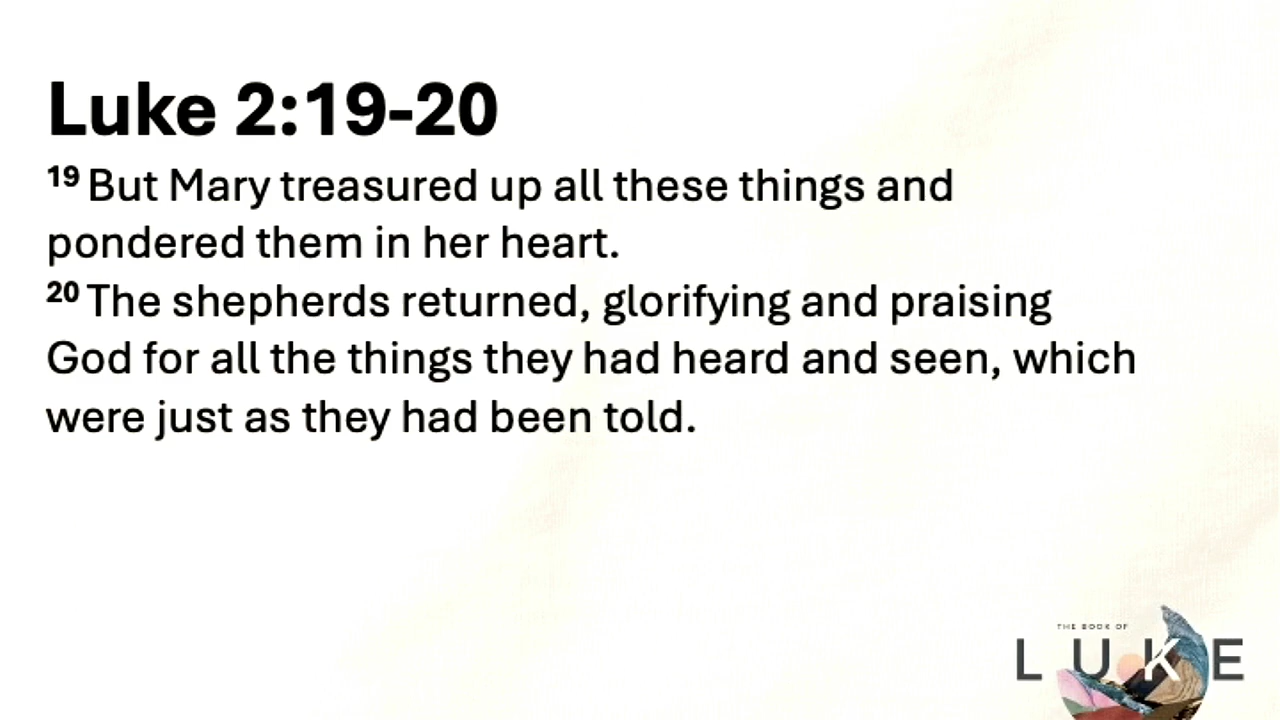 Luke 2:19-20
19 But Mary treasured up all these things and
pondered them in her heart.
20 The shepherds returned, glorifying and praising
God for all the things they had heard and seen, which
were just as they had been told.
THE BOOK OF
LUKE